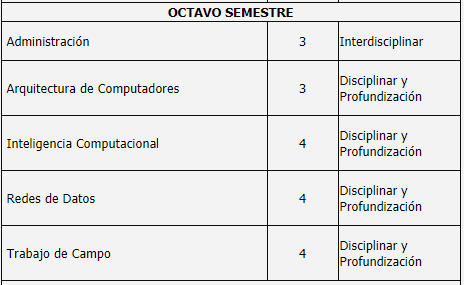 OCTAVO SEMESTRE
Administración 3 Interdisciplinar
Arquitectura de Computadores 3 Disciplinar y
Profundización
Inteligencia Computacional 4 Disciplinar y
Profundización
Redes de Datos 4 Disciplinar y
Profundización
Trabajo de Campo 4 Disciplinar y
Profundización